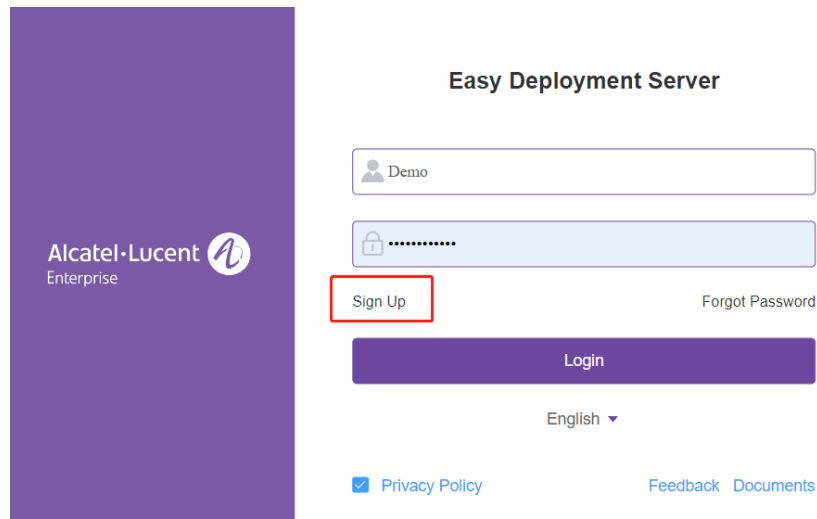 Easy Deployment Server
Demo
••••••••••••
Alcatel·Lucent
Enterprise
Sign Up
Forgot Password
Login
English
Privacy Policy
Feedback
Documents